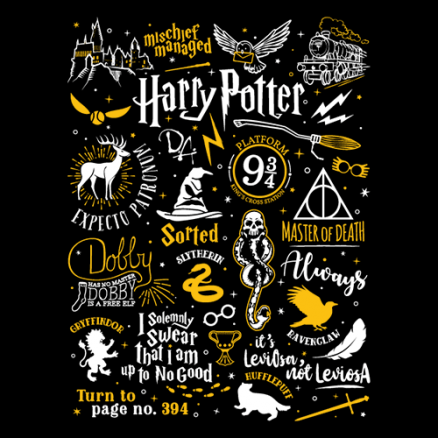 mischief
managed
Harry Potter
DA
PLATFORM
9 3/4
KING'S CROSS STATION
EXPECTO PATRONUM
MASTER OF DEATH
Sorted
SLYTHERIN
Dobby
HAS NO MASTER
DOBBY
IS A FREE ELF
Always
RAVENCLAW
GRYFFINDOR
I Solemnly
Swear
that i am
up to No Good
it's
LeviOsa,
not LeviosA
HUFFLEPUFF
Turn to
page no. 394